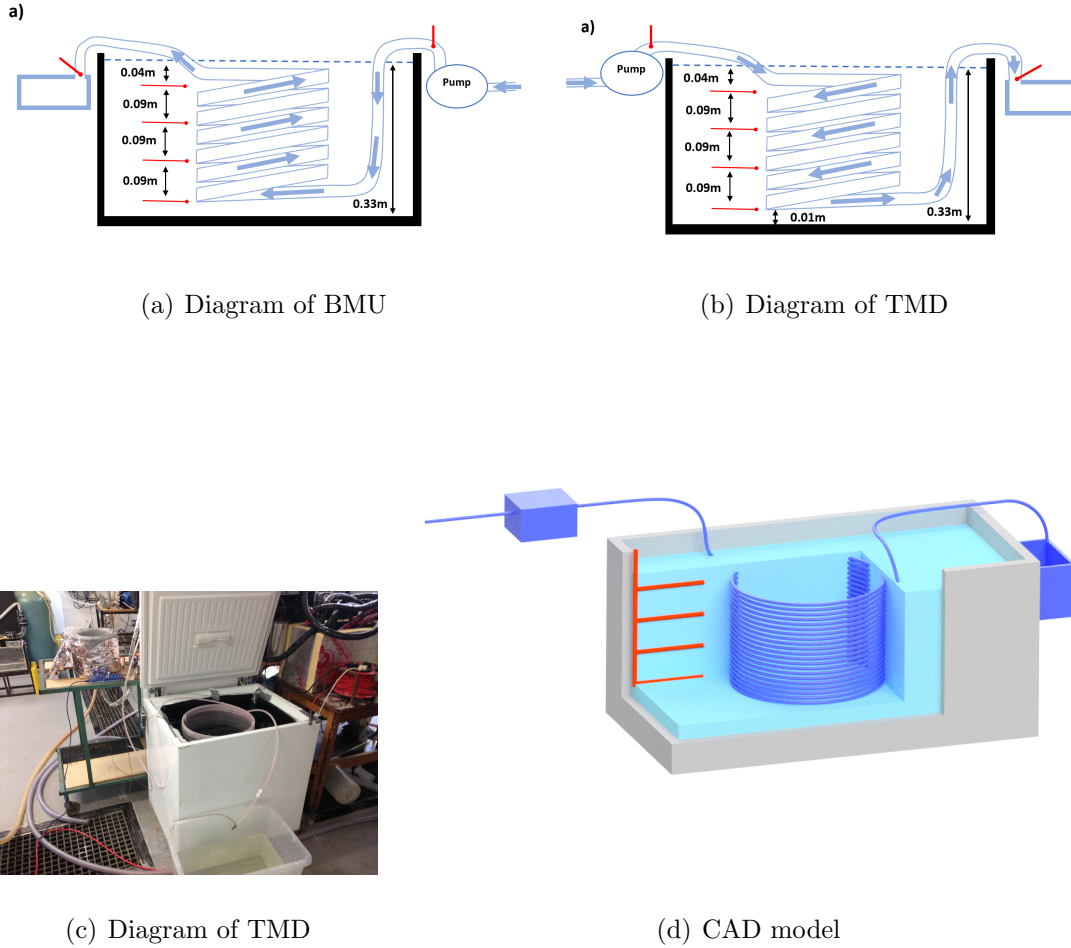 a)
0.04m
0.09m
0.09m
0.09m
0.33m
Pump
(a) Diagram of BMU
a)
Pump
0.04m
0.09m
0.09m
0.09m
0.01m
0.33m
(b) Diagram of TMD
(c) Diagram of TMD
(d) CAD model